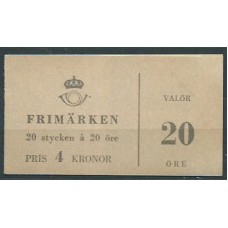 FRIMÄRKEN
20 stycken à 20 öre
PRIS 4 KRONOR
VALÖR
20
ÖRE